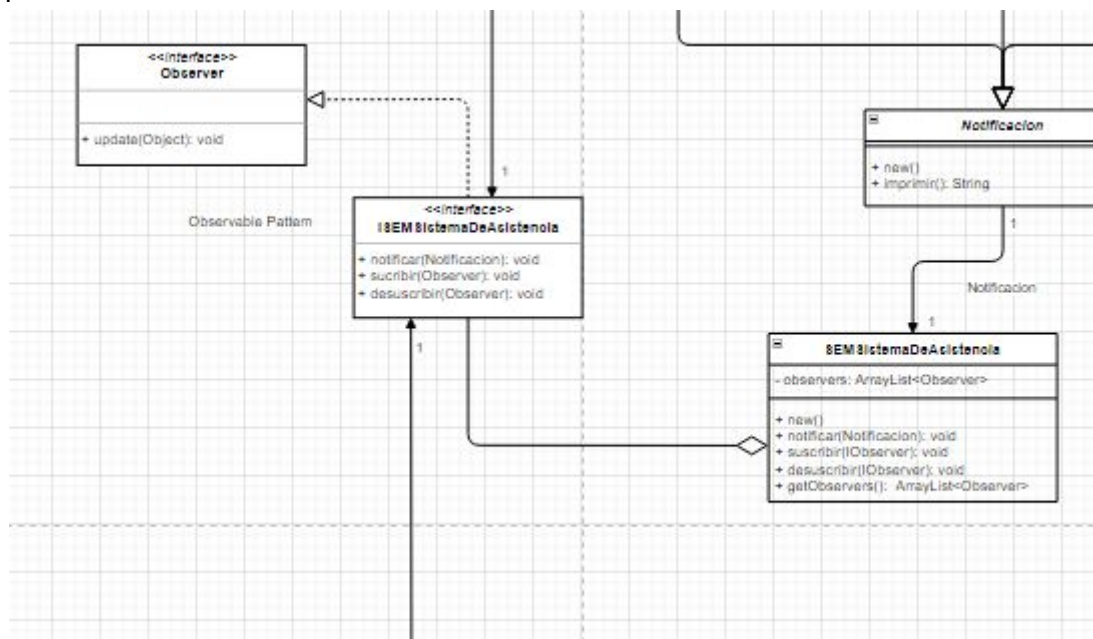 <<interface>>
Observer
+ update(Object): void
Observable Pattern
1
<<interface>>
ISEMSistemaDeAsistencia
+ notificar(Notificacion): void
+ sucribir(Observer): void
+ desuscribir(Observer): void
1
Notificacion
+ new()
+ imprimir(): String
1
Notificacion
1
SEMSistemaDeAsistencia
- observers: ArrayList<Observer>
+ new()
+ notificar(Notificacion): void
+ suscribir(IObserver): void
+ desuscribir(IObserver): void
+ getObservers(): ArrayList<Observer>